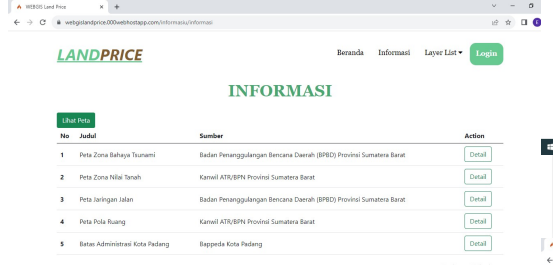 WEBGIS Land Price
webgislandprice.000webhostapp.com/informasiu/informasi
LANDPRICE
Beranda Informasi Layer List Login
INFORMASI
Lihat Peta
No Judul Sumber Action
1 Peta Zona Bahaya Tsunami Badan Penanggulangan Bencana Daerah (BPBD) Provinsi Sumatera Barat Detail
2 Peta Zona Nilai Tanah Kanwil ATR/BPN Provinsi Sumatera Barat Detail
3 Peta Jaringan Jalan Badan Penanggulangan Bencana Daerah (BPBD) Provinsi Sumatera Barat Detail
4 Peta Pola Ruang Kanwil ATR/BPN Provinsi Sumatera Barat Detail
5 Batas Administrasi Kota Padang Bappeda Kota Padang Detail